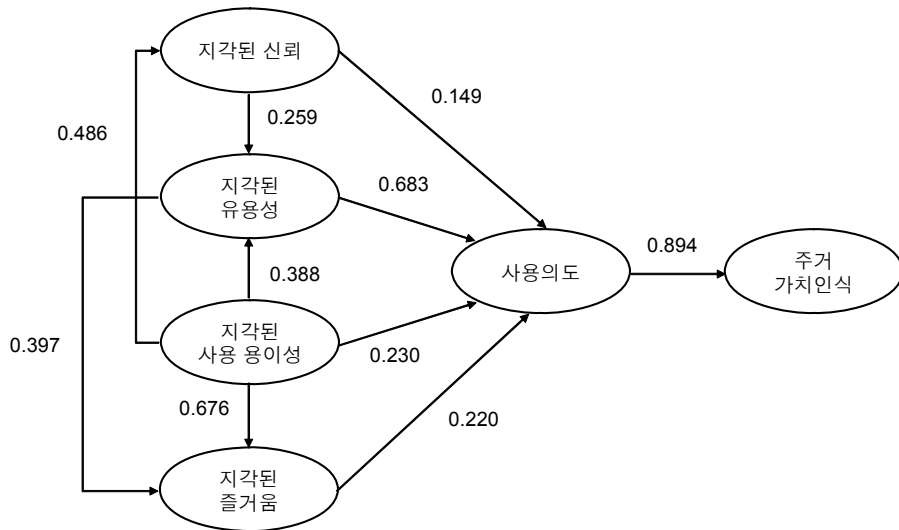 지각된 신뢰
0.149
0.259
0.486
지각된
유용성
0.683
사용의도
0.894
주거
가치인식
0.388
지각된
사용 용이성
0.230
0.397
0.676
0.220
지각된
즐거움